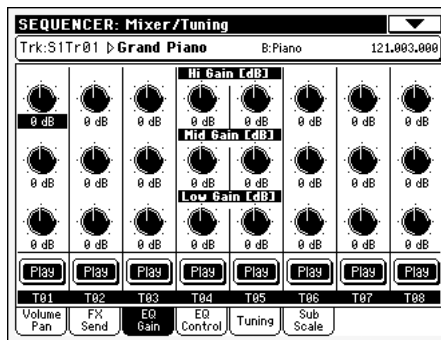 SEQUENCER: Mixer/Tuning
Trk:S1Tr01 ▷Grand Piano B:Piano 121.003.000
Hi Gain [dB]
0 dB 0 dB 0 dB 0 dB 0 dB 0 dB 0 dB 0 dB
Mid Gain [dB]
0 dB 0 dB 0 dB 0 dB 0 dB 0 dB 0 dB 0 dB
Low Gain [dB]
0 dB 0 dB 0 dB 0 dB 0 dB 0 dB 0 dB 0 dB
Play Play Play Play Play Play Play Play
T01 T02 T03 T04 T05 T06 T07 T08
Volume Pan FX Send EQ Gain EQ Control Tuning Sub Scale